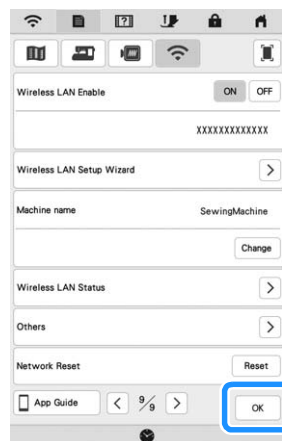 Wireless LAN Enable ON OFF
XXXXXXXXXXXXX
Wireless LAN Setup Wizard >
Machine name SewingMachine
Change
Wireless LAN Status >
Others >
Network Reset Reset
App Guide < 9/9 > OK